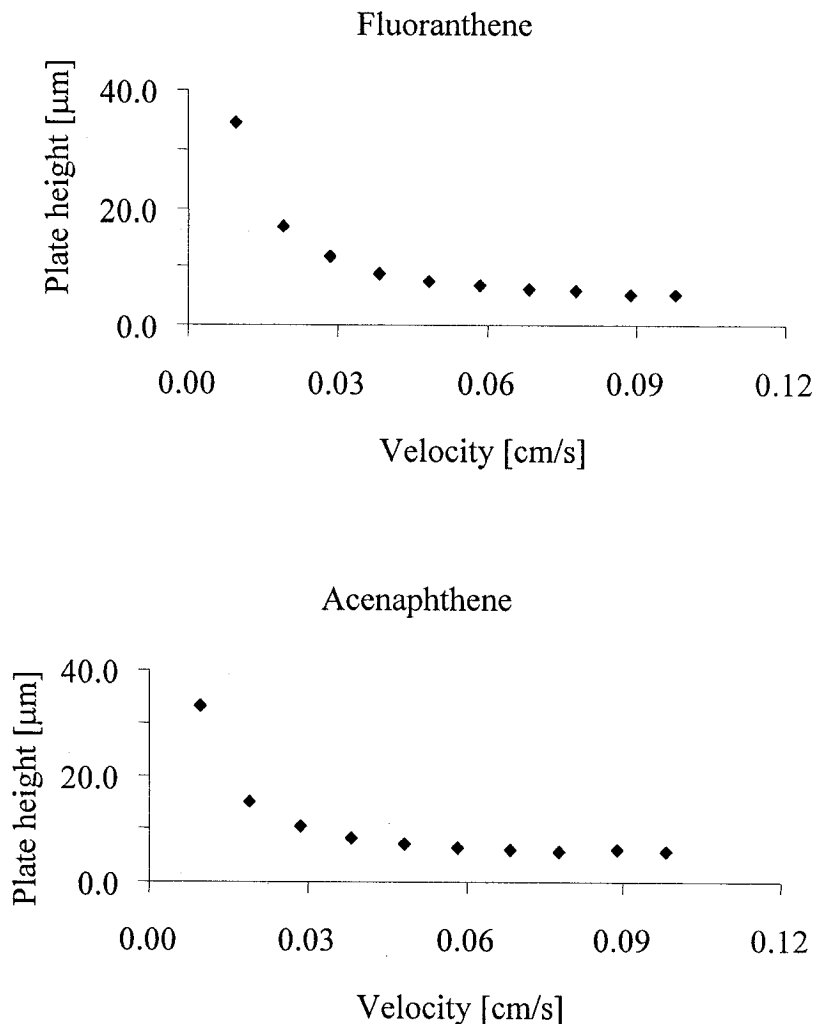 Fluoranthene
Plate height [μm]
40.0
20.0
0.0
0.00 0.03 0.06 0.09 0.12
Velocity [cm/s]
Acenaphthene
Plate height [μm]
40.0
20.0
0.0
0.00 0.03 0.06 0.09 0.12
Velocity [cm/s]